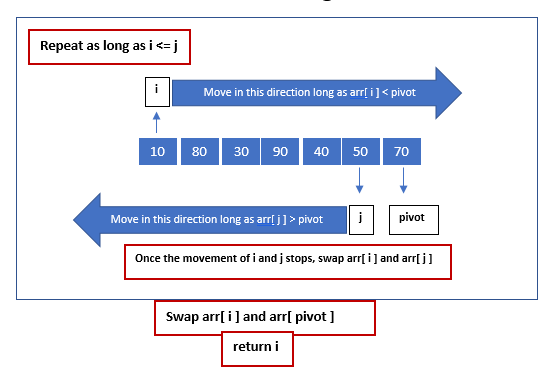 Repeat as long as i <= j
i
Move in this direction long as arr[ i ] < pivot
10 80 30 90 40 50 70
Move in this direction long as arr[ j ] > pivot
j
pivot
Once the movement of i and j stops, swap arr[ i ] and arr[ j ]
Swap arr[ i ] and arr[ pivot ]
return i